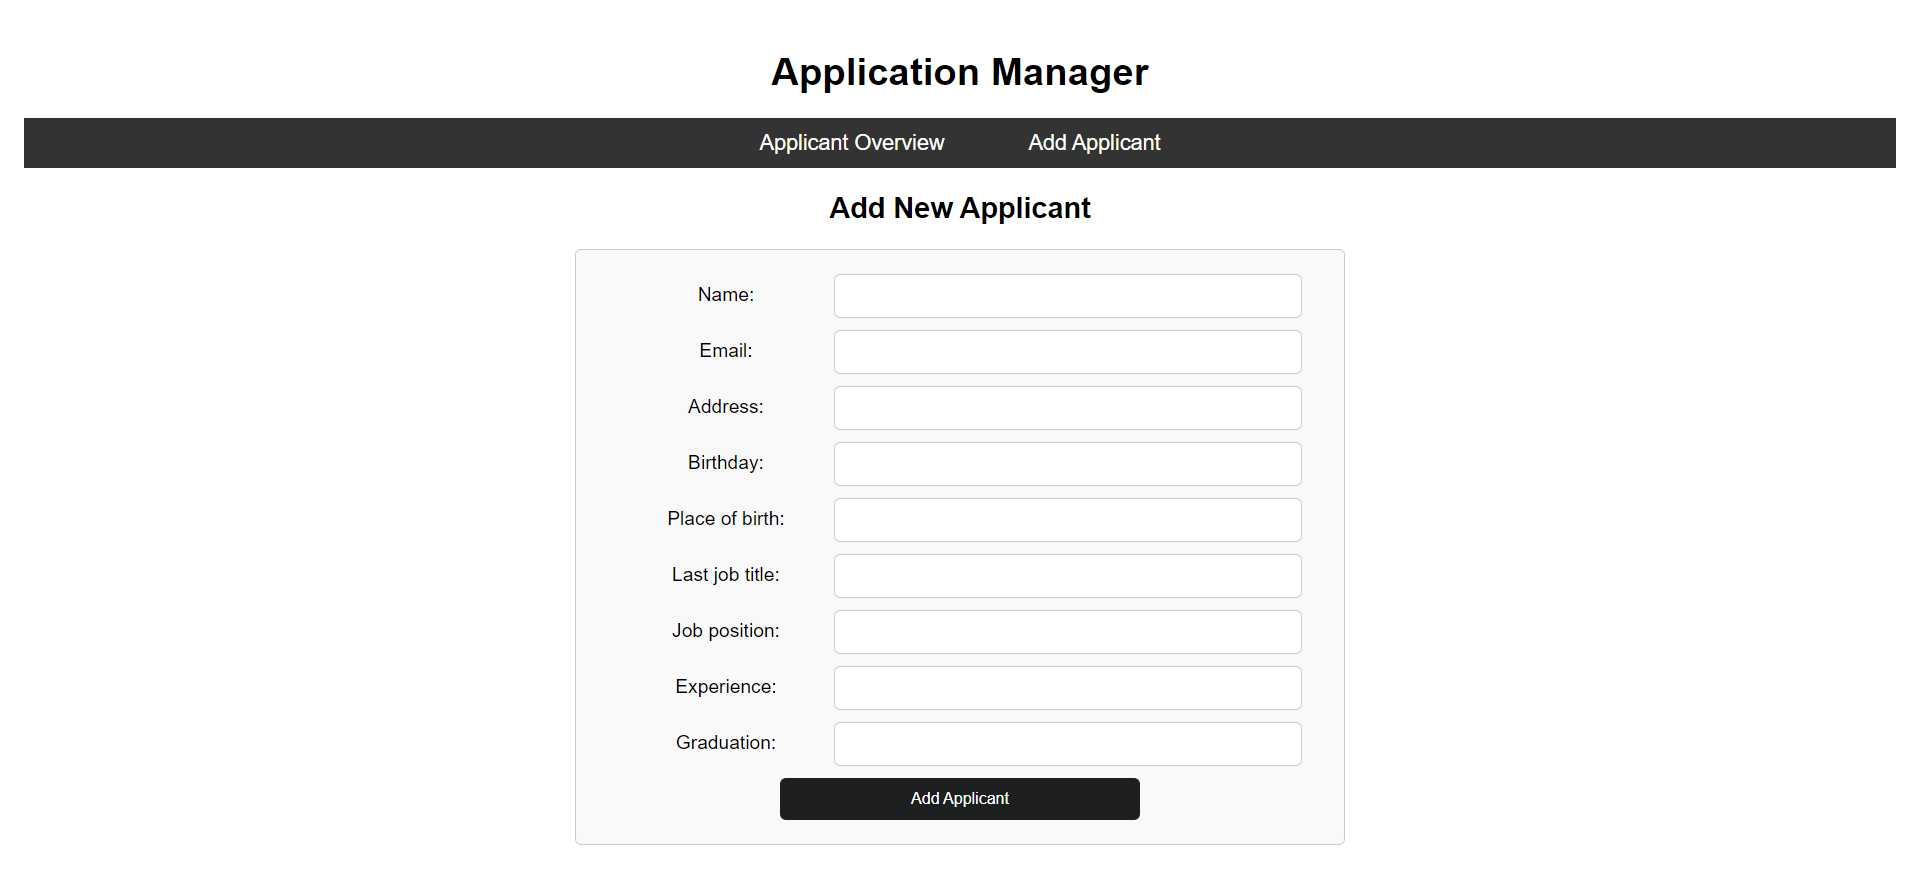 Application Manager
Applicant Overview Add Applicant
Add New Applicant
Name:
Email:
Address:
Birthday:
Place of birth:
Last job title:
Job position:
Experience:
Graduation:
Add Applicant